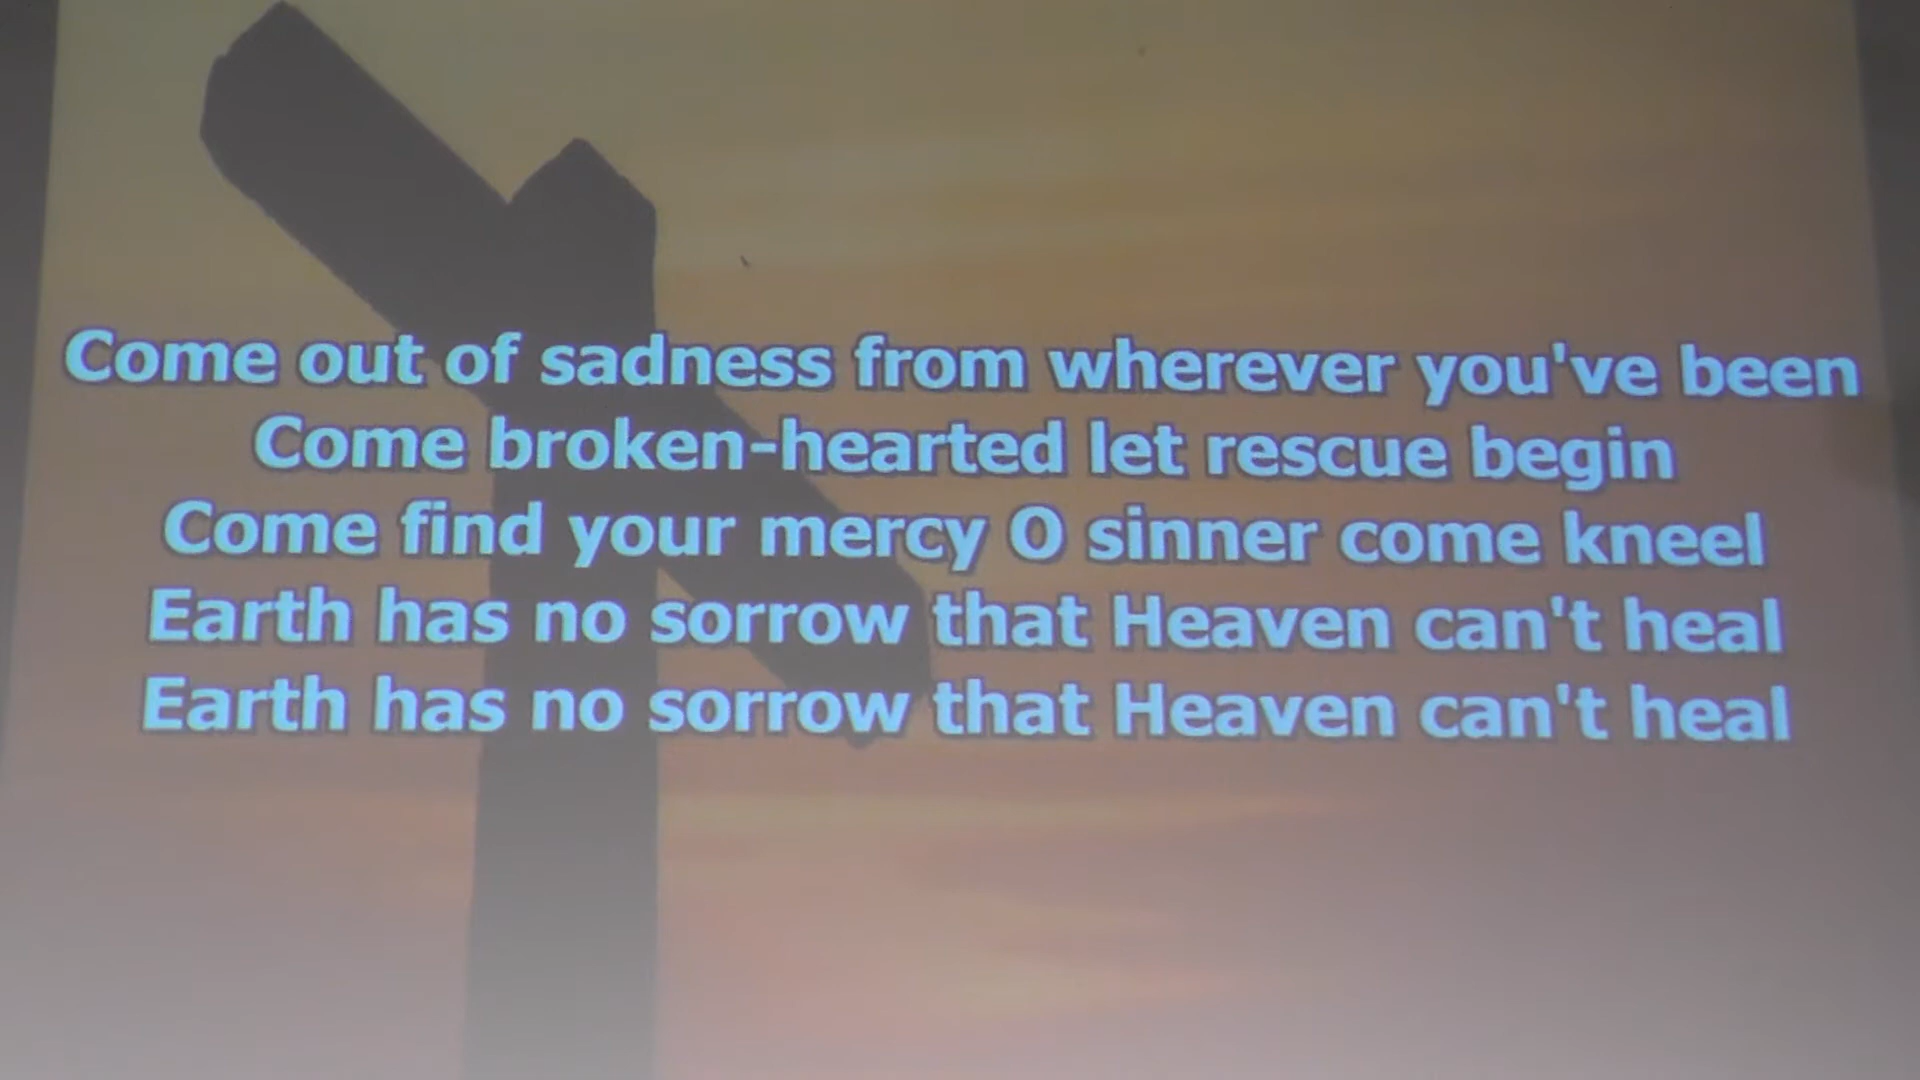 Come out of sadness from wherever you've been
Come broken-hearted let rescue begin
Come find your mercy O sinner come kneel
Earth has no sorrow that Heaven can't heal
Earth has no sorrow that Heaven can't heal